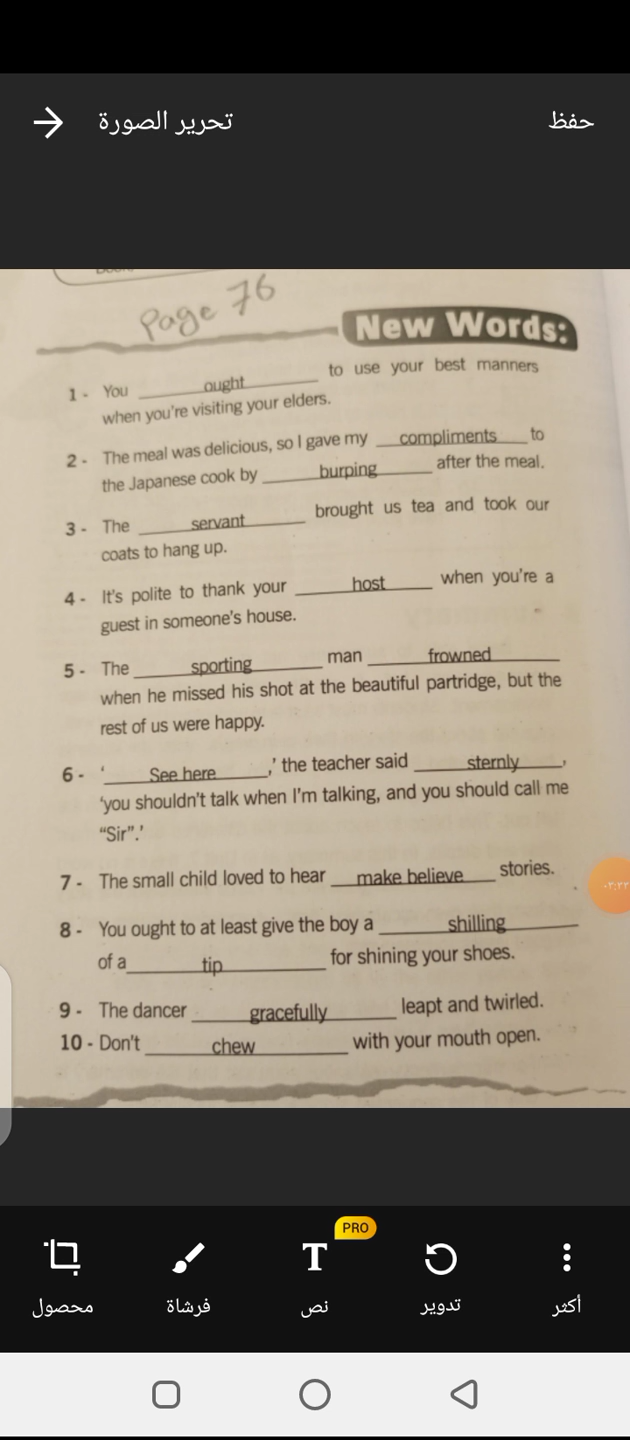 تحرير الصورة
حفظ
Page 76
New Words:
1 - You ought to use your best manners
when you're visiting your elders.
2 - The meal was delicious, so I gave my compliments to
the Japanese cook by burping after the meal.
3 - The servant brought us tea and took our
coats to hang up.
4 - It's polite to thank your host when you're a
guest in someone's house.
5 - The sporting man frowned
when he missed his shot at the beautiful partridge, but the
rest of us were happy.
6 - ' See here ,' the teacher said sternly ,
'you shouldn't talk when I'm talking, and you should call me
"Sir".'
7 - The small child loved to hear make believe stories.
8 - You ought to at least give the boy a shilling
of a tip for shining your shoes.
9 - The dancer gracefully leapt and twirled.
10 - Don't chew with your mouth open.
PRO
محصول
فرشاة
نص
تدوير
أكثر